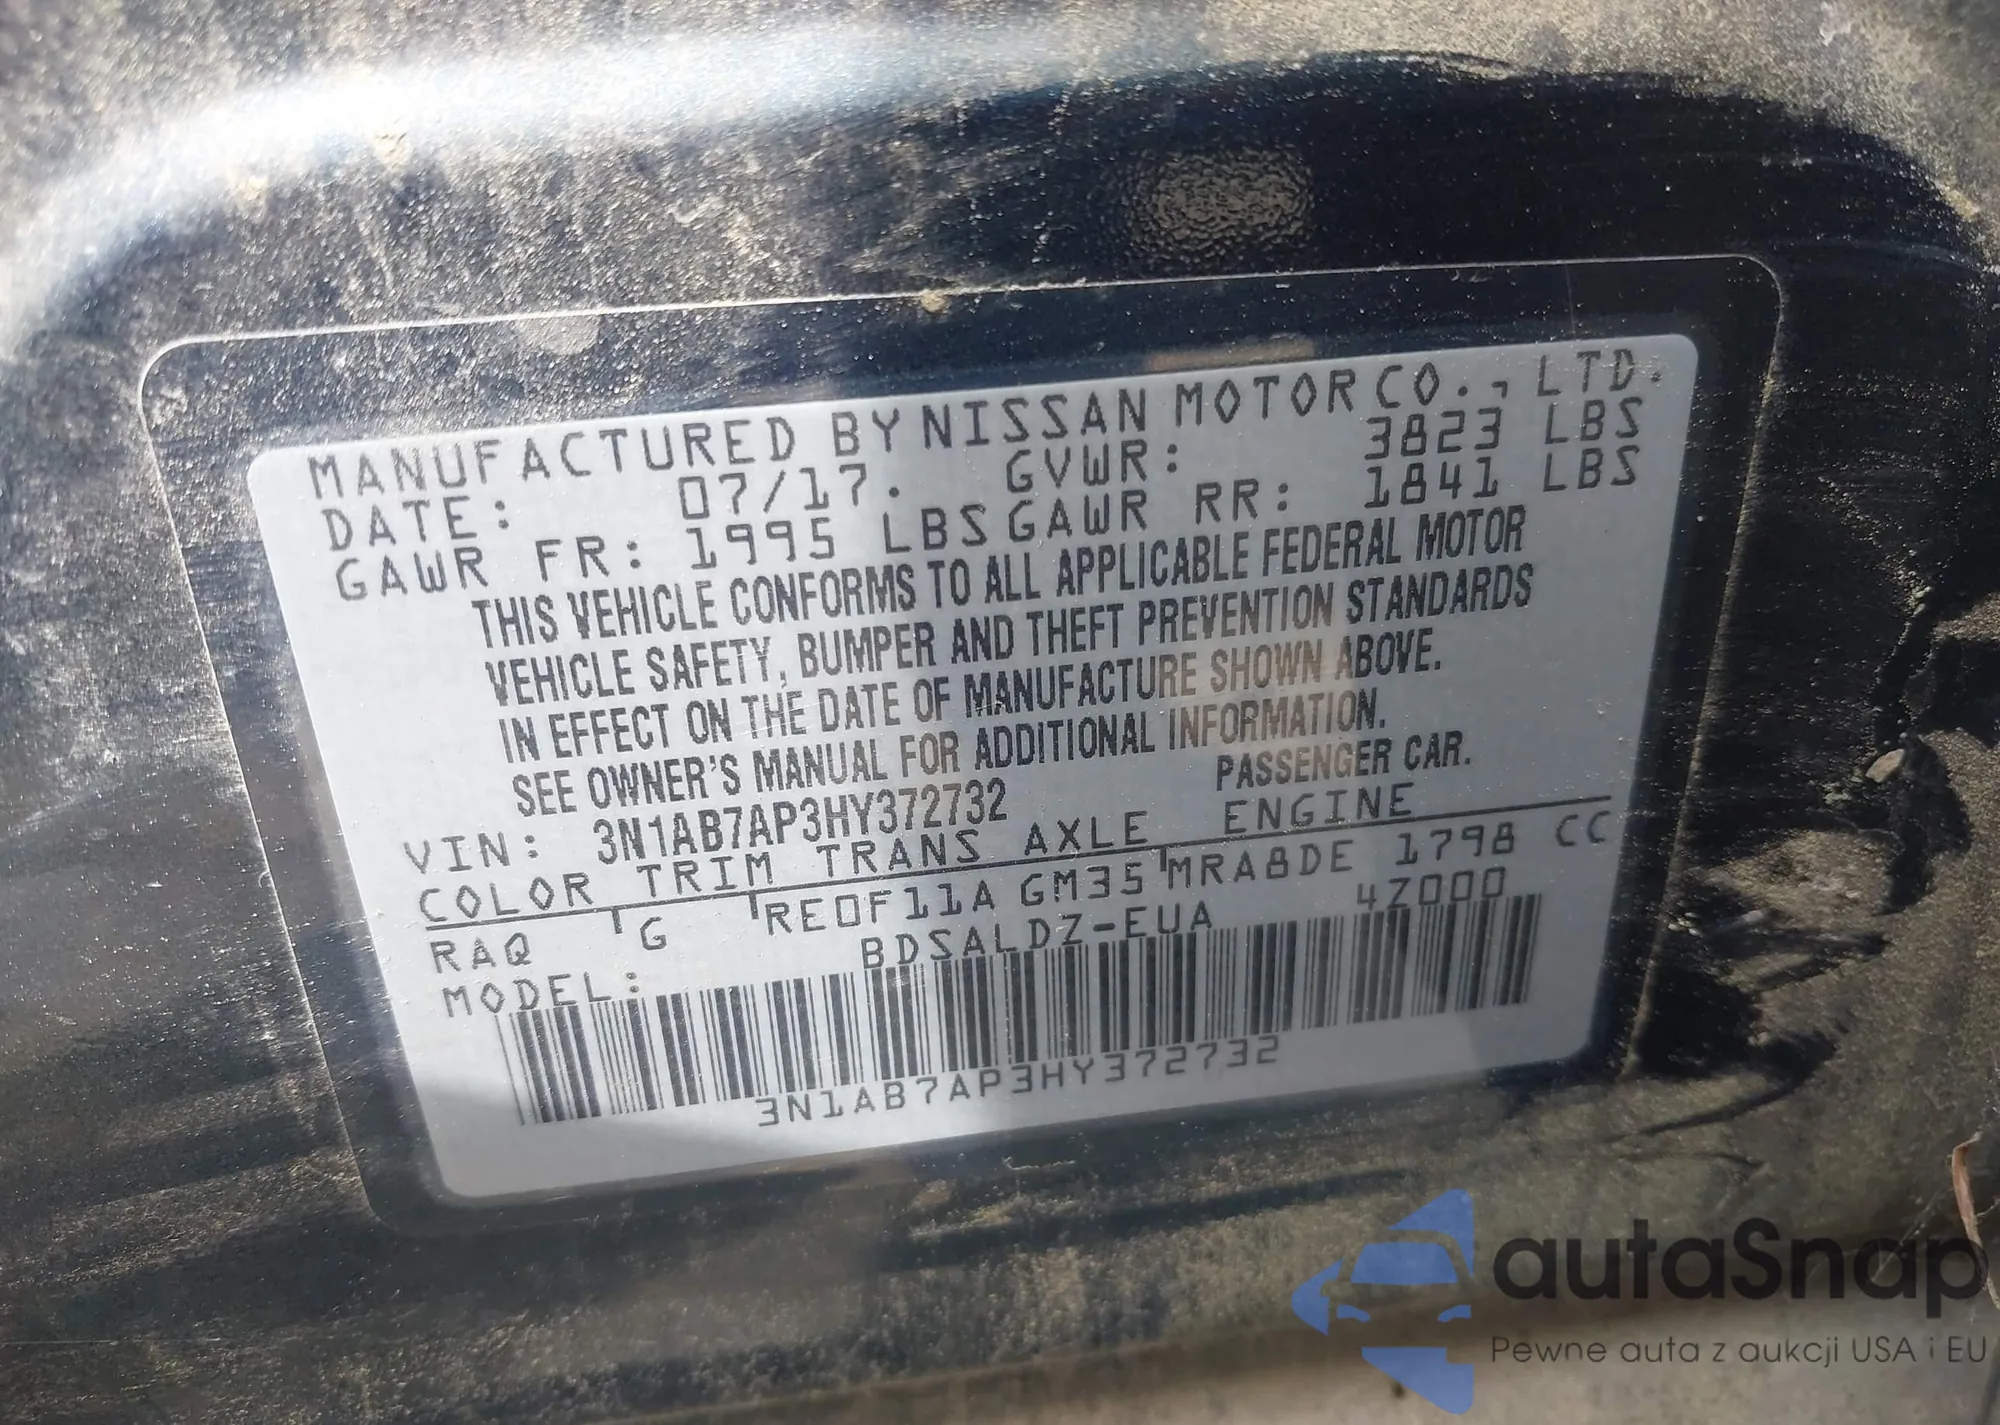 MANUFACTURED BY NISSAN MOTOR CO., LTD.
DATE: 07/17. GVWR: 3823 LBS
GAWR FR: 1995 LBS GAWR RR: 1841 LBS
THIS VEHICLE CONFORMS TO ALL APPLICABLE FEDERAL MOTOR
VEHICLE SAFETY, BUMPER AND THEFT PREVENTION STANDARDS
IN EFFECT ON THE DATE OF MANUFACTURE SHOWN ABOVE.
SEE OWNER'S MANUAL FOR ADDITIONAL INFORMATION.
VIN: 3N1AB7AP3HY372732 PASSENGER CAR.
COLOR TRIM TRANS AXLE ENGINE
RAQ G RE0F11A GM35 MRA8DE 1798 CC
MODEL: BDSALDZ-EUA 4Z000
3N1AB7AP3HY372732
autaSnap
Pewne auta z aukcji USA i EU